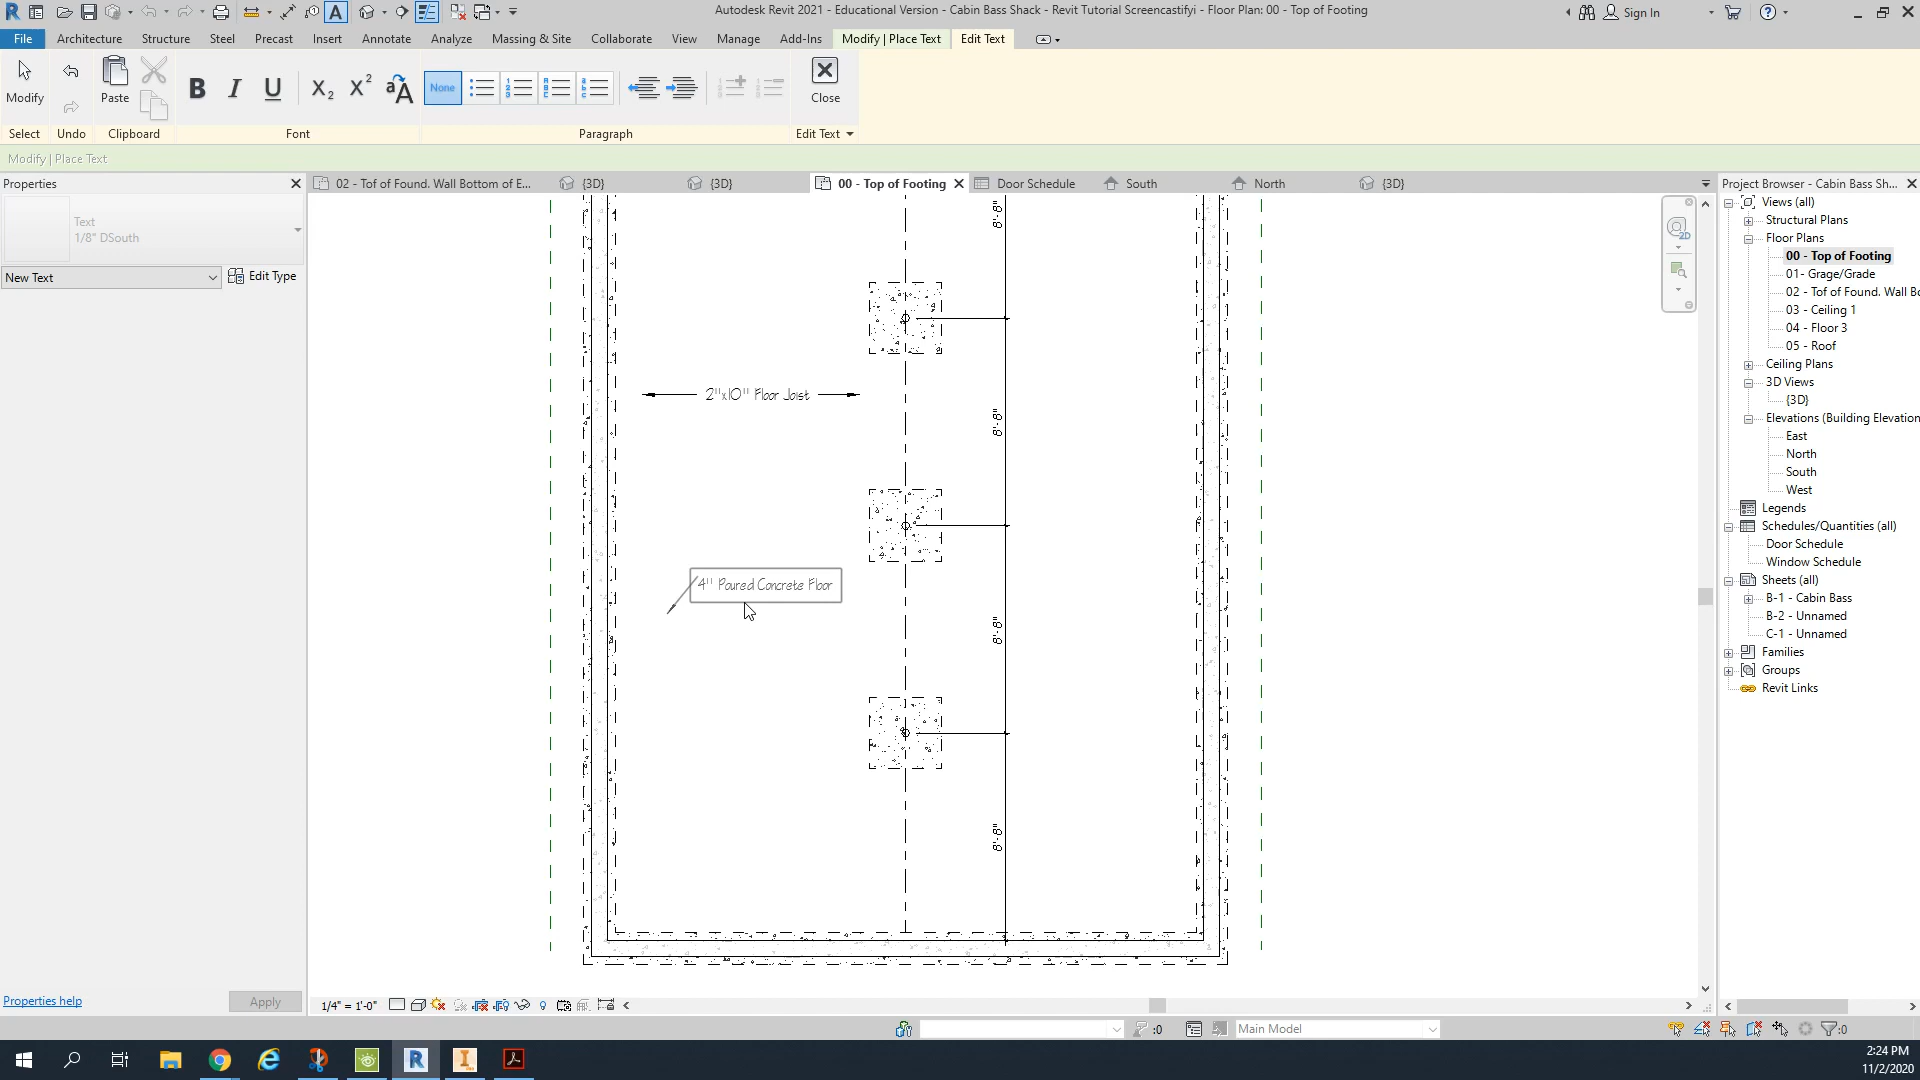 Autodesk Revit 2021 - Educational Version - Cabin Bass Shack - Revit Tutorial Screencastifyi - Floor Plan: 00 - Top of Footing
Sign In
File Architecture Structure Steel Precast Insert Annotate Analyze Massing & Site Collaborate View Manage Add-Ins Modify | Place Text Edit Text
Modify
Paste
None
Close
Select Undo Clipboard Font Paragraph Edit Text
Modify | Place Text
Properties
02 - Tof of Found. Wall Bottom of E... {3D} {3D} 00 - Top of Footing Door Schedule South North {3D}
Project Browser - Cabin Bass Sh...
Text
1/8" DSouth
New Text
Edit Type
Views (all)
Structural Plans
Floor Plans
00 - Top of Footing
01- Grage/Grade
02 - Tof of Found. Wall Bo
03 - Ceiling 1
04 - Floor 3
05 - Roof
Ceiling Plans
3D Views
{3D}
Elevations (Building Elevation
East
North
South
West
Legends
Schedules/Quantities (all)
Door Schedule
Window Schedule
Sheets (all)
B-1 - Cabin Bass
B-2 - Unnamed
C-1 - Unnamed
Families
Groups
Revit Links
8'-8"
2"x10" Floor Joist
8'-8"
4" Poured Concrete Floor
8'-8"
8'-8"
Properties help
Apply
1/4" = 1'-0"
:0
Main Model
:0
2:24 PM
11/2/2020